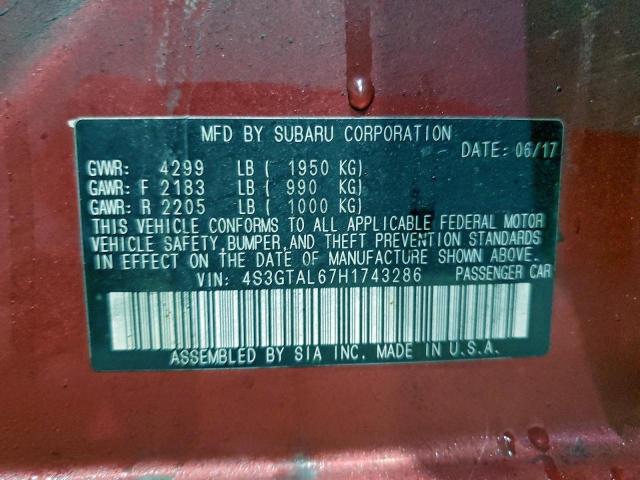 MFD BY SUBARU CORPORATION
DATE: 06/17
GVWR: 4299 LB ( 1950 KG)
GAWR: F 2183 LB ( 990 KG)
GAWR: R 2205 LB ( 1000 KG)
THIS VEHICLE CONFORMS TO ALL APPLICABLE FEDERAL MOTOR
VEHICLE SAFETY, BUMPER, AND THEFT PREVENTION STANDARDS
IN EFFECT ON THE DATE OF MANUFACTURE SHOWN ABOVE.
VIN: 4S3GTAL67H1743286 PASSENGER CAR
ASSEMBLED BY SIA INC. MADE IN U.S.A.